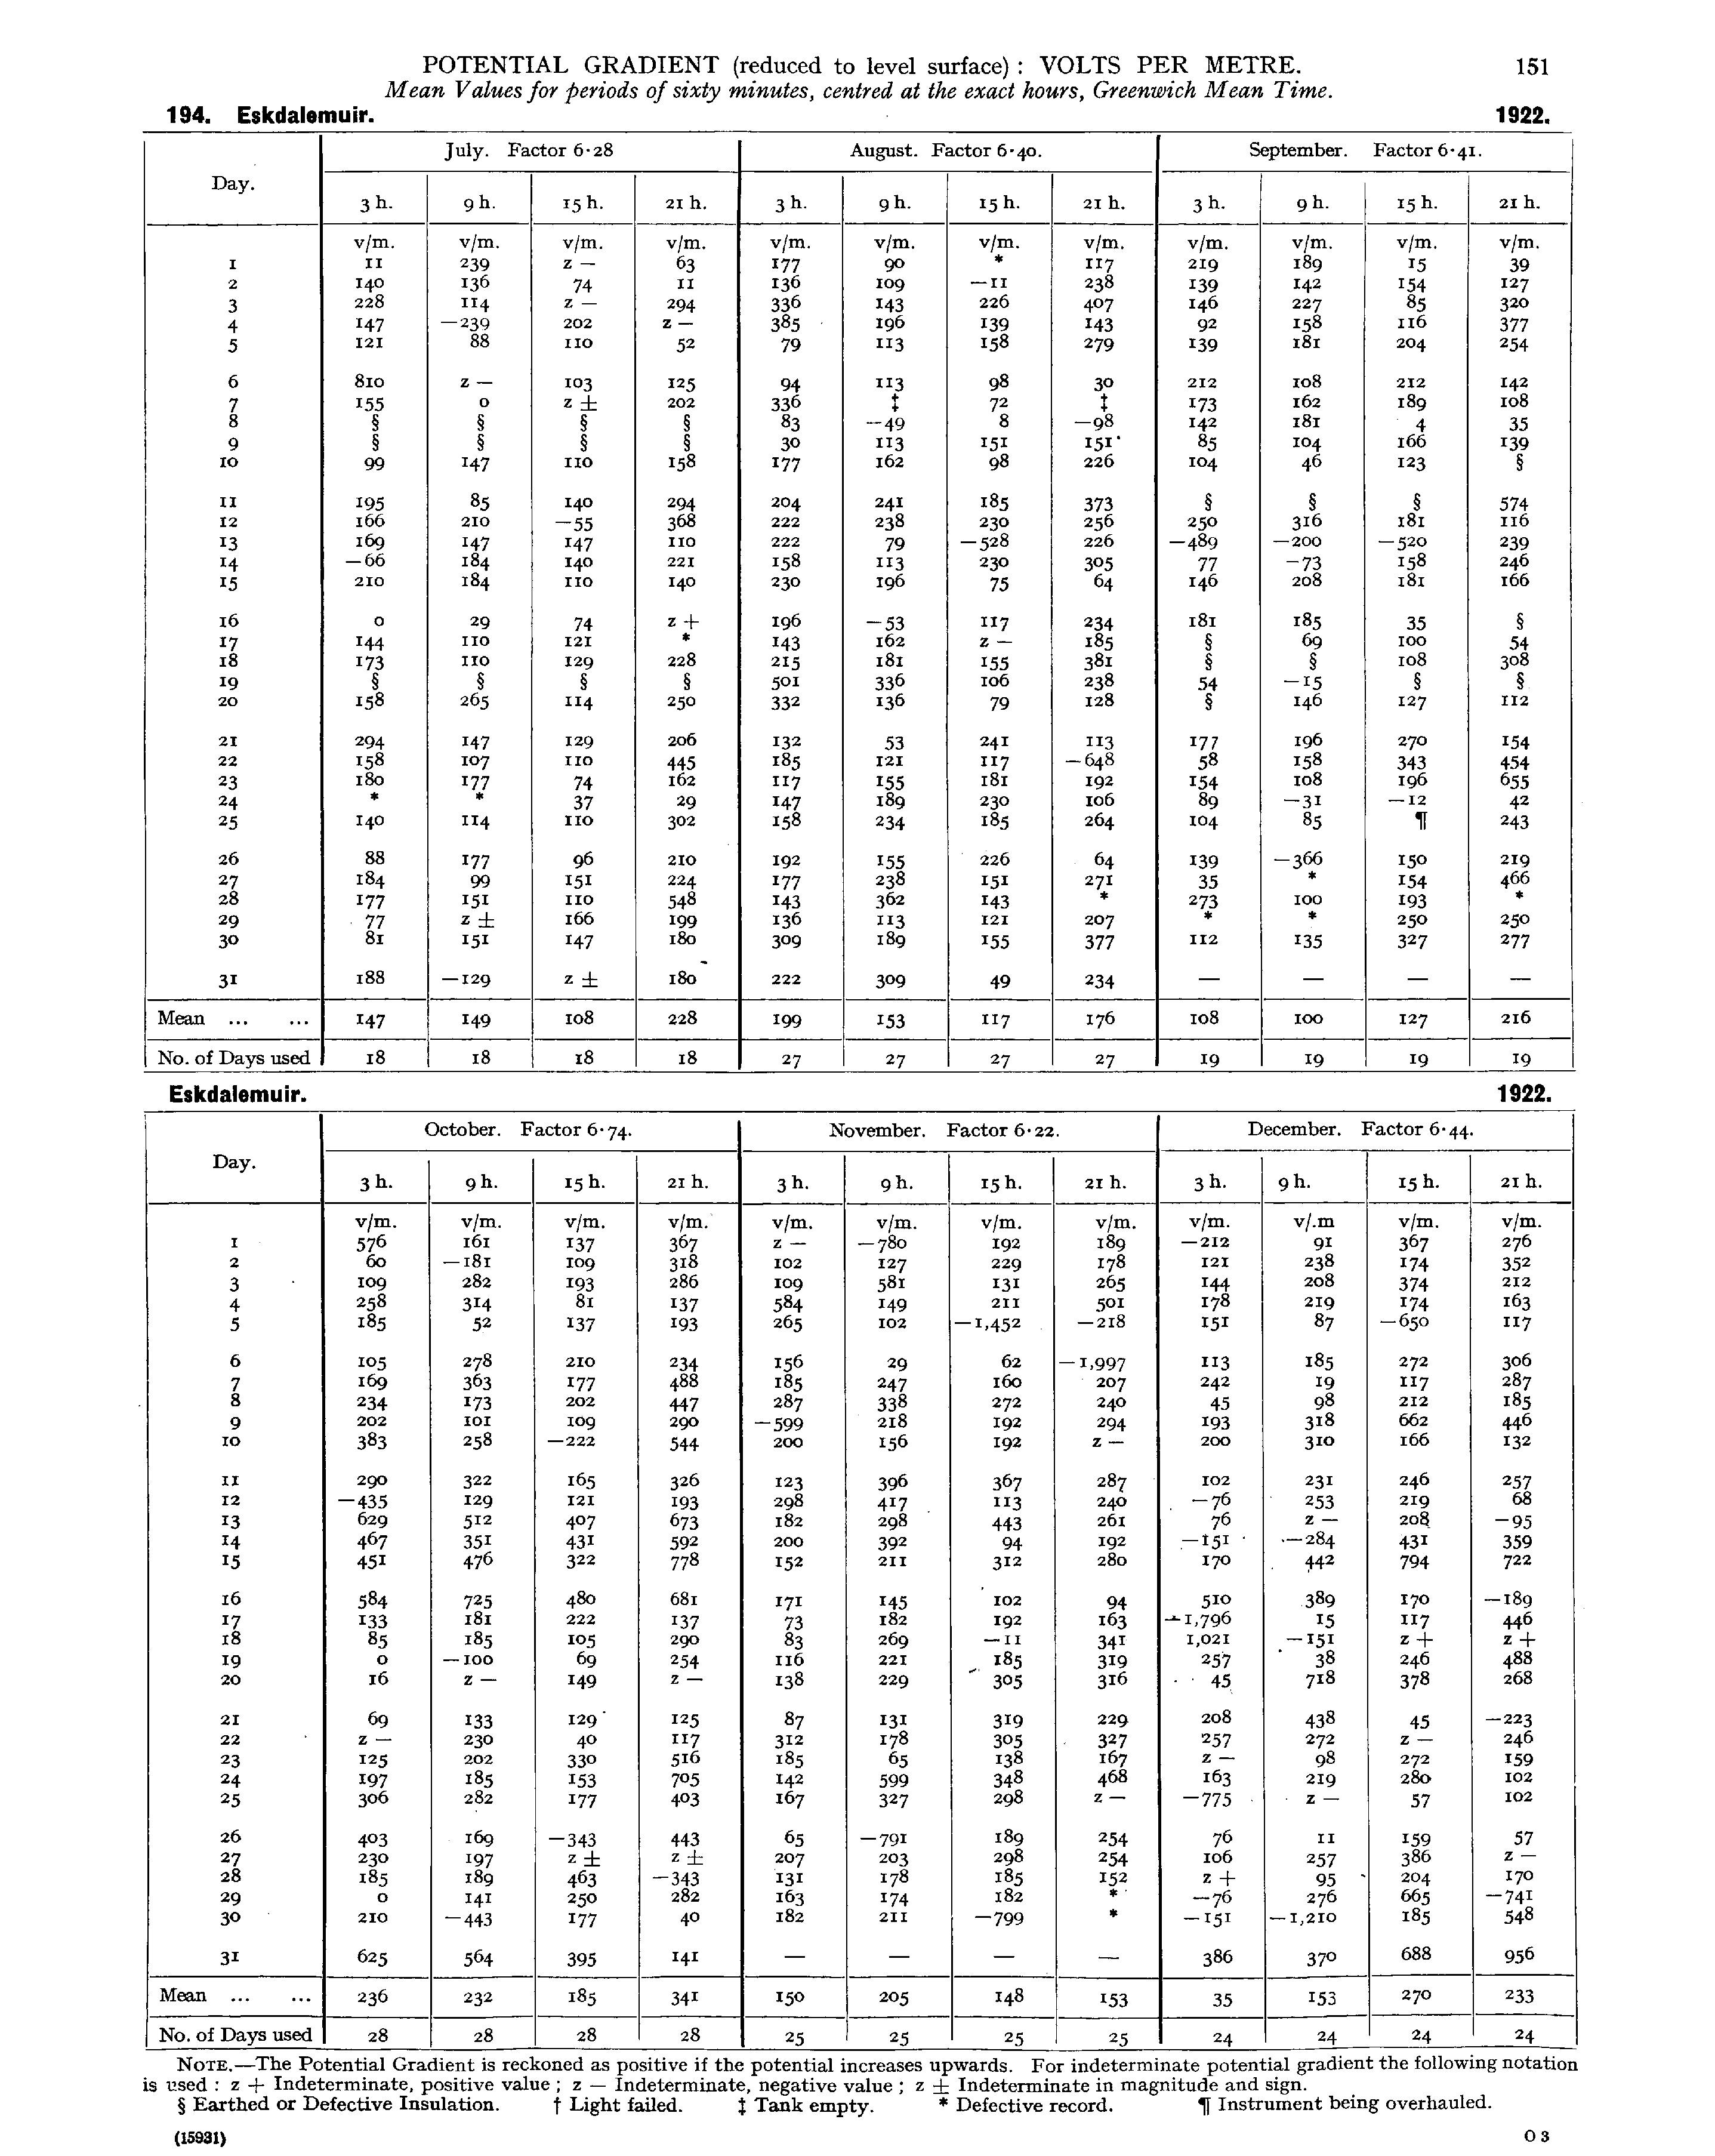 POTENTIAL GRADIENT (reduced to level surface) : VOLTS PER METRE. 151
Mean Values for periods of sixty minutes, centred at the exact hours, Greenwich Mean Time.
194. Eskdalemuir. 1922.
Day. July. Factor 6·28 August. Factor 6·40. September. Factor 6·41.
3 h. 9 h. 15 h. 21 h. 3 h. 9 h. 15 h. 21 h. 3 h. 9 h. 15 h. 21 h.
v/m. v/m. v/m. v/m. v/m. v/m. v/m. v/m. v/m. v/m. v/m. v/m.
1 11 239 z — 63 177 90 * 117 219 189 15 39
2 140 136 74 11 136 109 —11 238 139 142 154 127
3 228 114 z — 294 336 143 226 407 146 227 85 320
4 147 —239 202 z — 385 196 139 143 92 158 116 377
5 121 88 110 52 79 113 158 279 139 181 204 254
6 810 z — 103 125 94 113 98 30 212 108 212 142
7 155 0 z ± 202 336 ‡ 72 ‡ 173 162 189 108
8 § § § § 83 —49 8 —98 142 181 4 35
9 § § § § 30 113 151 151 85 104 166 139
10 99 147 110 158 177 162 98 226 104 46 123 §
11 195 85 140 294 204 241 185 373 § § § 574
12 166 210 —55 368 222 238 230 256 250 316 181 116
13 169 147 147 110 222 79 —528 226 —489 —200 —520 239
14 —66 184 140 221 158 113 230 305 77 —73 158 246
15 210 184 110 140 230 196 75 64 146 208 181 166
16 0 29 74 z + 196 —53 117 234 181 185 35 §
17 144 110 121 * 143 162 z — 185 § 69 100 54
18 173 110 129 228 215 181 155 381 § § 108 308
19 § § § § 501 336 106 238 54 —15 § §
20 158 265 114 250 332 136 79 128 § 146 127 112
21 294 147 129 206 132 53 241 113 177 196 270 154
22 158 107 110 445 185 121 117 —648 58 158 343 454
23 180 177 74 162 117 155 181 192 154 108 196 655
24 * * 37 29 147 189 230 106 89 —31 —12 42
25 140 114 110 302 158 234 185 264 104 85 ¶ 243
26 88 177 96 210 192 155 226 64 139 —366 150 219
27 184 99 151 224 177 238 151 271 35 * 154 466
28 177 151 110 548 143 362 143 * 273 100 193 *
29 77 z ± 166 199 136 113 121 207 * * 250 250
30 81 151 147 180 309 189 155 377 112 135 327 277
31 188 —129 z ± 180 222 309 49 234 — — — —
Mean ... ... 147 149 108 228 199 153 117 176 108 100 127 216
No. of Days used 18 18 18 18 27 27 27 27 19 19 19 19
Eskdalemuir. 1922.
Day. October. Factor 6·74. November. Factor 6·22. December. Factor 6·44.
3 h. 9 h. 15 h. 21 h. 3 h. 9 h. 15 h. 21 h. 3 h. 9 h. 15 h. 21 h.
v/m. v/m. v/m. v/m. v/m. v/m. v/m. v/m. v/m. v/.m v/m. v/m.
1 576 161 137 367 z — —780 192 189 —212 91 367 276
2 60 —181 109 318 102 127 229 178 121 238 174 352
3 109 282 193 286 109 581 131 265 144 208 374 212
4 258 314 81 137 584 149 211 501 178 219 174 163
5 185 52 137 193 265 102 —1,452 —218 151 87 —650 117
6 105 278 210 234 156 29 62 —1,997 113 185 272 306
7 169 363 177 488 185 247 160 207 242 19 117 287
8 234 173 202 447 287 338 272 240 45 98 212 185
9 202 101 109 290 —599 218 192 294 193 318 662 446
10 383 258 —222 544 200 156 192 z — 200 310 166 132
11 290 322 165 326 123 396 367 287 102 231 246 257
12 —435 129 121 193 298 417 113 240 —76 253 219 68
13 629 512 407 673 182 298 443 261 76 z — 208 —95
14 467 351 431 592 200 392 94 192 —151 —284 431 359
15 451 476 322 778 152 211 312 280 170 442 794 722
16 584 725 480 681 171 145 102 94 510 389 170 —189
17 133 181 222 137 73 182 192 163 —1,796 15 117 446
18 85 185 105 290 83 269 —11 341 1,021 —151 z + z +
19 0 —100 69 254 116 221 185 319 257 38 246 488
20 16 z — 149 z — 138 229 305 316 45 718 378 268
21 69 133 129 125 87 131 319 229 208 438 45 —223
22 z — 230 40 117 312 178 305 327 257 272 z — 246
23 125 202 330 516 185 65 138 167 z — 98 272 159
24 197 185 153 705 142 599 348 468 163 219 280 102
25 306 282 177 403 167 327 298 z — —775 z — 57 102
26 403 169 —343 443 65 —791 189 254 76 11 159 57
27 230 197 z ± z ± 207 203 298 254 106 257 386 z —
28 185 189 463 —343 131 178 185 152 z + 95 204 170
29 0 141 250 282 163 174 182 * —76 276 665 —741
30 210 —443 177 40 182 211 —799 * —151 —1,210 185 548
31 625 564 395 141 — — — — 386 370 688 956
Mean ... ... 236 232 185 341 150 205 148 153 35 153 270 233
No. of Days used 28 28 28 28 25 25 25 25 24 24 24 24
NOTE.—The Potential Gradient is reckoned as positive if the potential increases upwards. For indeterminate potential gradient the following notation
is used : z + Indeterminate, positive value ; z — Indeterminate, negative value ; z ± Indeterminate in magnitude and sign.
§ Earthed or Defective Insulation. † Light failed. ‡ Tank empty. * Defective record. ¶ Instrument being overhauled.
(15931) O 3